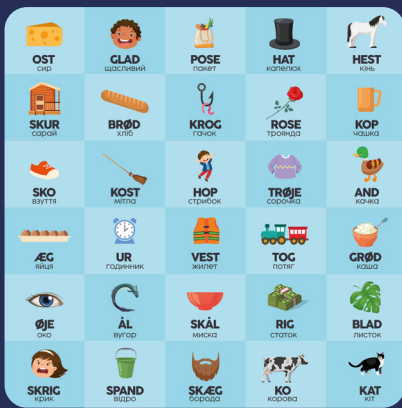 OST
сир
GLAD
щасливий
POSE
пакет
HAT
капелюх
HEST
кінь
SKUR
сарай
BRØD
хліб
KROG
гачок
ROSE
троянда
KOP
чашка
SKO
взуття
KOST
мітла
HOP
стрибок
TRØJE
сорочка
AND
качка
ÆG
яйця
UR
годинник
VEST
жилет
TOG
потяг
GRØD
каша
ØJE
око
ÅL
вугор
SKÅL
миска
RIG
статок
BLAD
листок
SKRIG
крик
SPAND
відро
SKÆG
борода
KO
корова
KAT
кіт